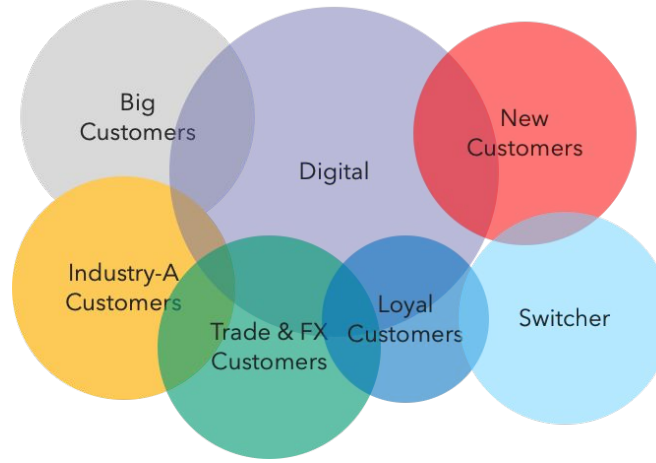 Big
Customers
New
Customers
Digital
Industry-A
Customers
Trade & FX
Customers
Loyal
Customers
Switcher